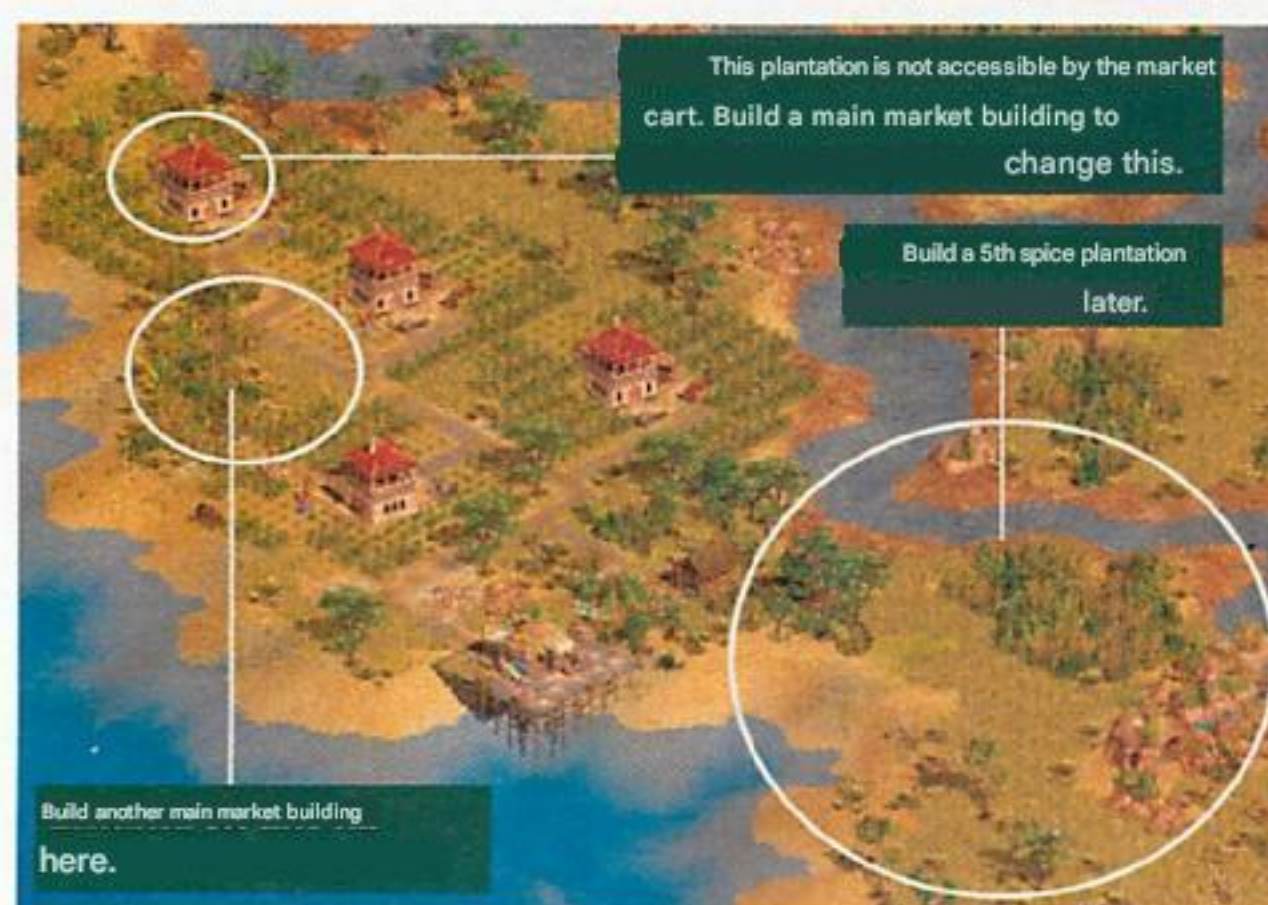 This plantation is not accessible by the market
cart. Build a main market building to
change this.
Build a 5th spice plantation
later.
Build another main market building
here.